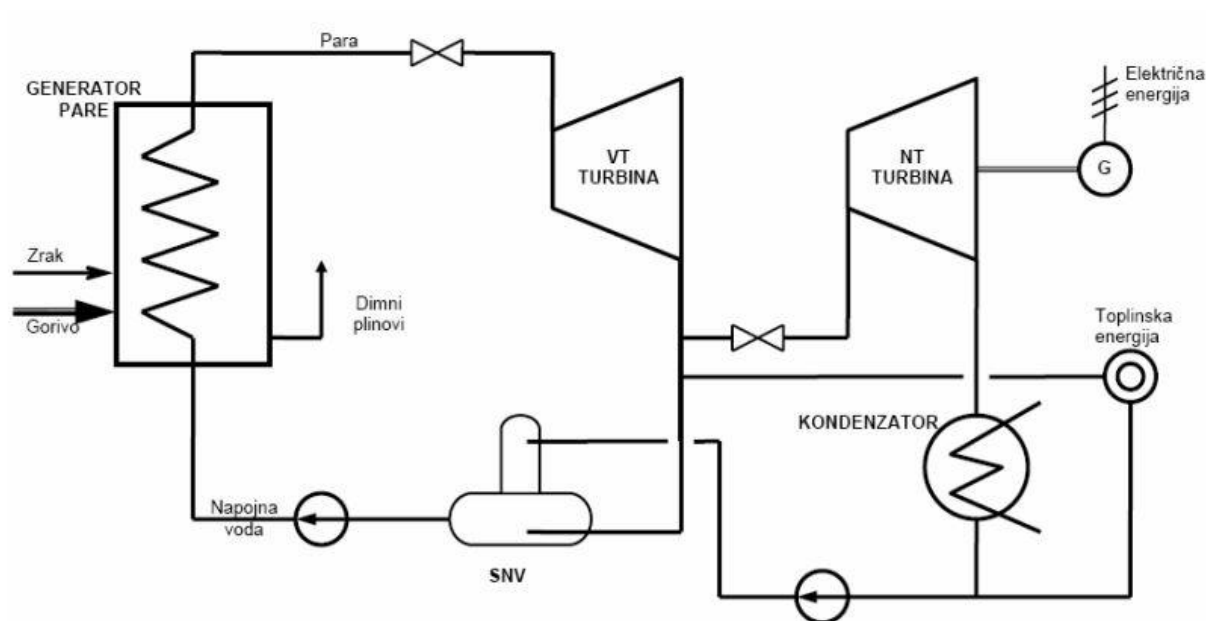 Para
GENERATOR
PARE
VT
TURBINA
NT
TURBINA
Električna
energija
G
Zrak
Gorivo
Dimni
plinovi
Toplinska
energija
KONDENZATOR
Napojna
voda
SNV